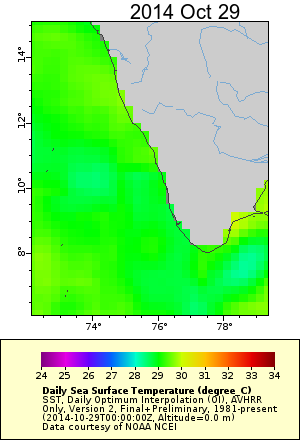 2014 Oct 29
14°
12°
10°
8°
74° 76° 78°
24 25 26 27 28 29 30 31 32 33 34
Daily Sea Surface Temperature (degree_C)
SST, Daily Optimum Interpolation (OI), AVHRR
Only, Version 2, Final+Preliminary, 1981-present
(2014-10-29T00:00:00Z, Altitude=0.0 m)
Data courtesy of NOAA NCEI